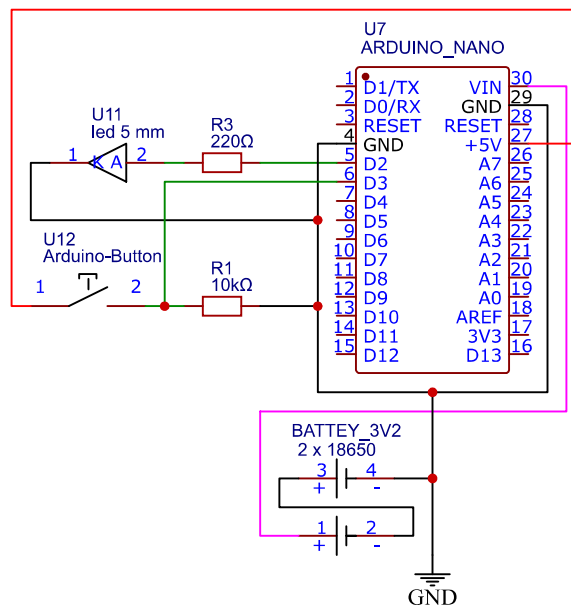 U7
ARDUINO_NANO
1 D1/TX VIN 30
2 D0/RX GND 29
3 RESET RESET 28
4 GND +5V 27
5 D2 A7 26
6 D3 A6 25
7 D4 A5 24
8 D5 A4 23
9 D6 A3 22
10 D7 A2 21
11 D8 A1 20
12 D9 A0 19
13 D10 AREF 18
14 D11 3V3 17
15 D12 D13 16
U11
led 5 mm
1 K A 2
R3
220Ω
U12
Arduino-Button
1 2
R1
10kΩ
BATTEY_3V2
2 x 18650
3 4
+ -
1 2
+ -
GND